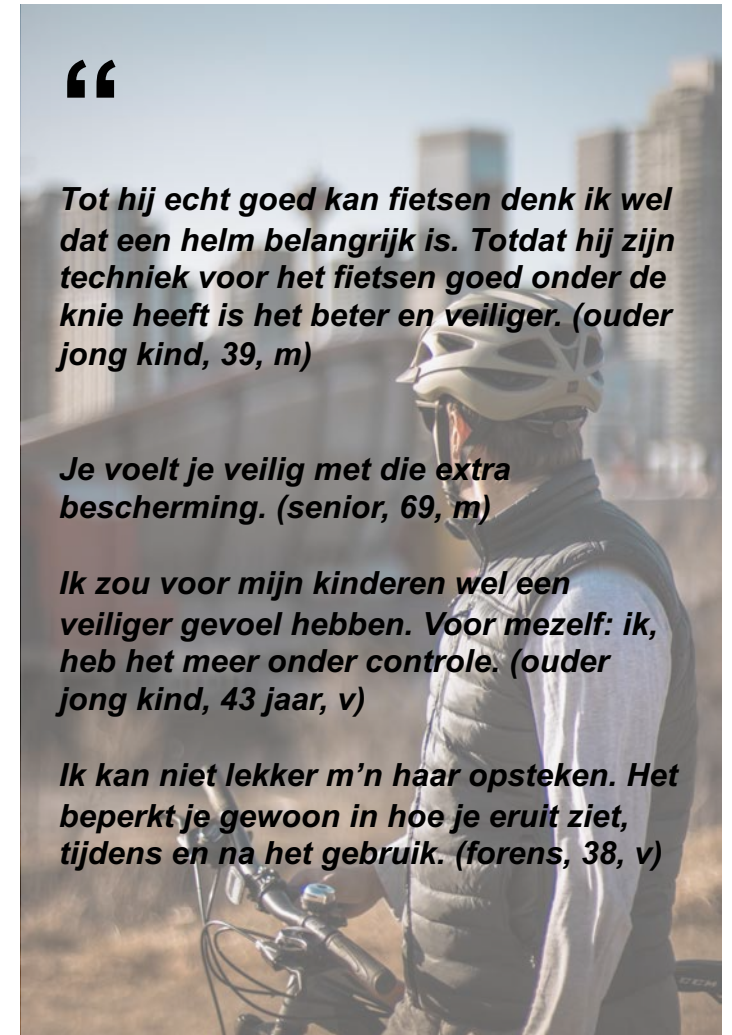 “
Tot hij echt goed kan fietsen denk ik wel
dat een helm belangrijk is. Totdat hij zijn
techniek voor het fietsen goed onder de
knie heeft is het beter en veiliger. (ouder
jong kind, 39, m)
Je voelt je veilig met die extra
bescherming. (senior, 69, m)
Ik zou voor mijn kinderen wel een
veiliger gevoel hebben. Voor mezelf: ik,
heb het meer onder controle. (ouder
jong kind, 43 jaar, v)
Ik kan niet lekker m’n haar opsteken. Het
beperkt je gewoon in hoe je eruit ziet,
tijdens en na het gebruik. (forens, 38, v)